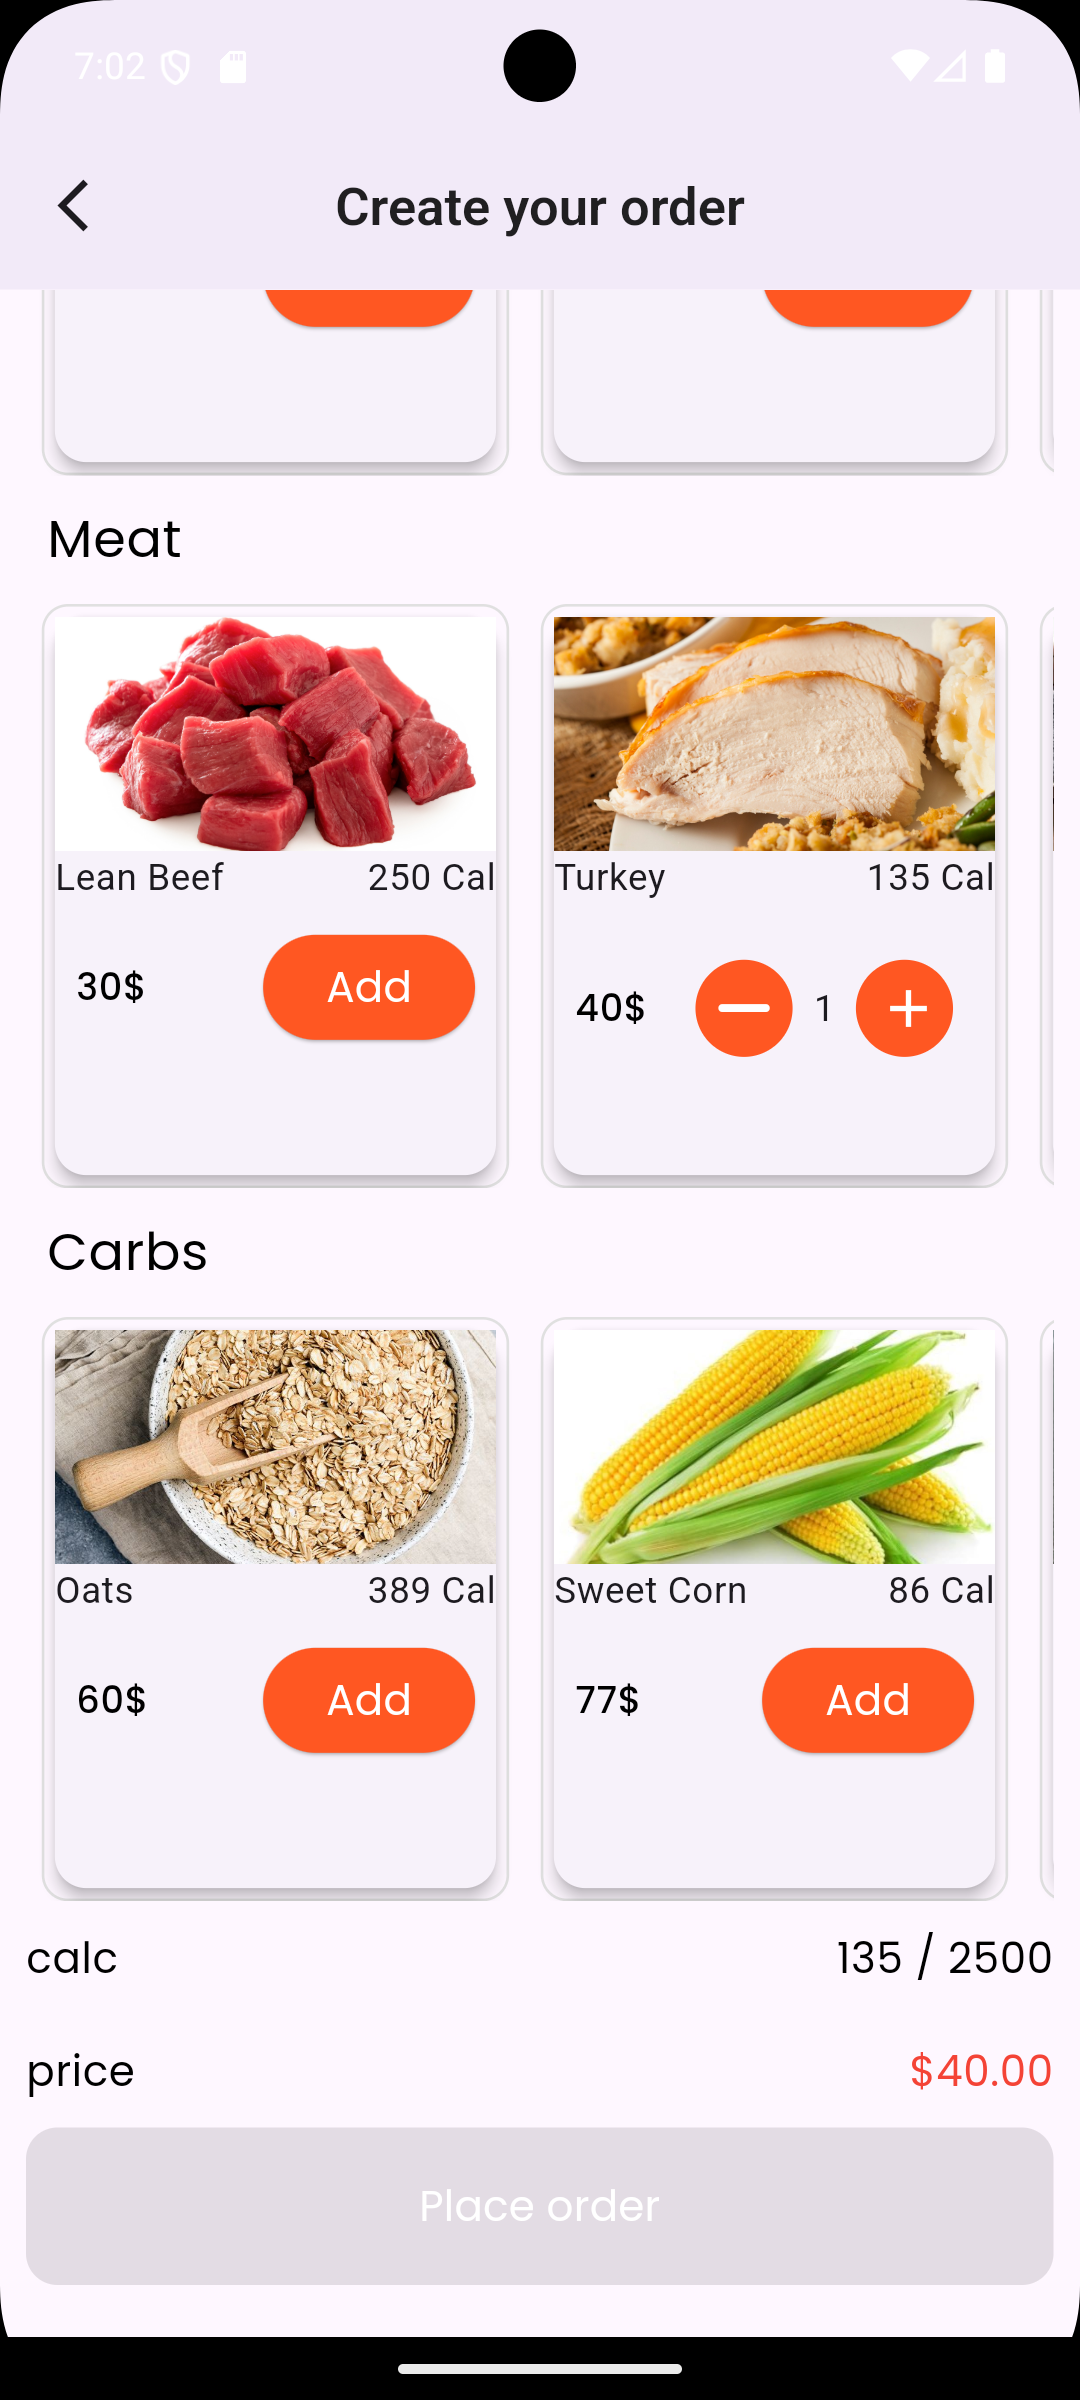 7:02
Create your order
Meat
Lean Beef 250 Cal
Turkey 135 Cal
30$ Add
40$ 1
Carbs
Oats 389 Cal
Sweet Corn 86 Cal
60$ Add
77$ Add
calc 135 / 2500
price $40.00
Place order